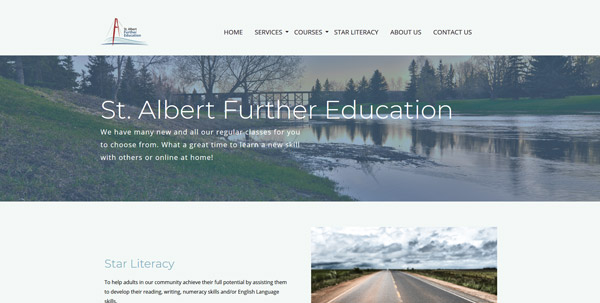 St. Albert
Further
Education
HOME SERVICES COURSES STAR LITERACY ABOUT US CONTACT US
St. Albert Further Education
We have many new and all our regular classes for you
to choose from. What a great time to learn a new skill
with others or online at home!
Star Literacy
To help adults in our community achieve their full potential by assisting them
to develop their reading, writing, numeracy skills and/or English Language
skills.